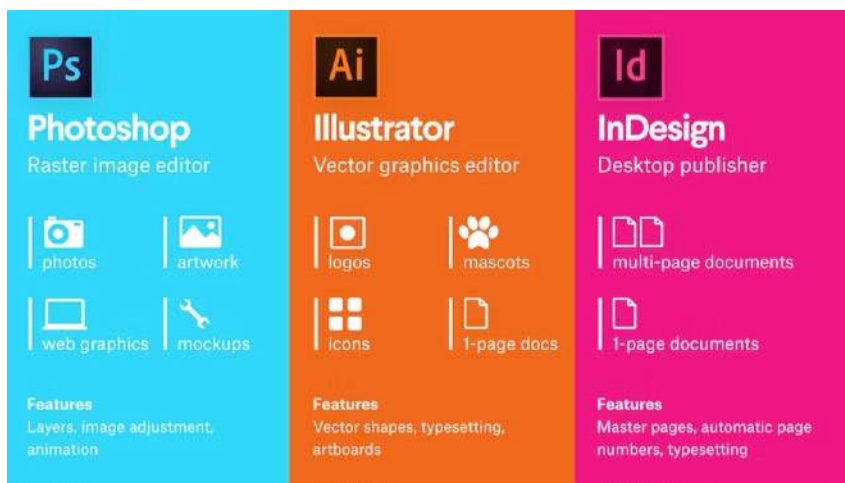 Ps
Photoshop
Raster image editor
photos
artwork
web graphics
mockups
Features
Layers, image adjustment,
animation
Ai
Illustrator
Vector graphics editor
logos
mascots
icons
1-page docs
Features
Vector shapes, typesetting,
artboards
Id
InDesign
Desktop publisher
multi-page documents
1-page documents
Features
Master pages, automatic page
numbers, typesetting